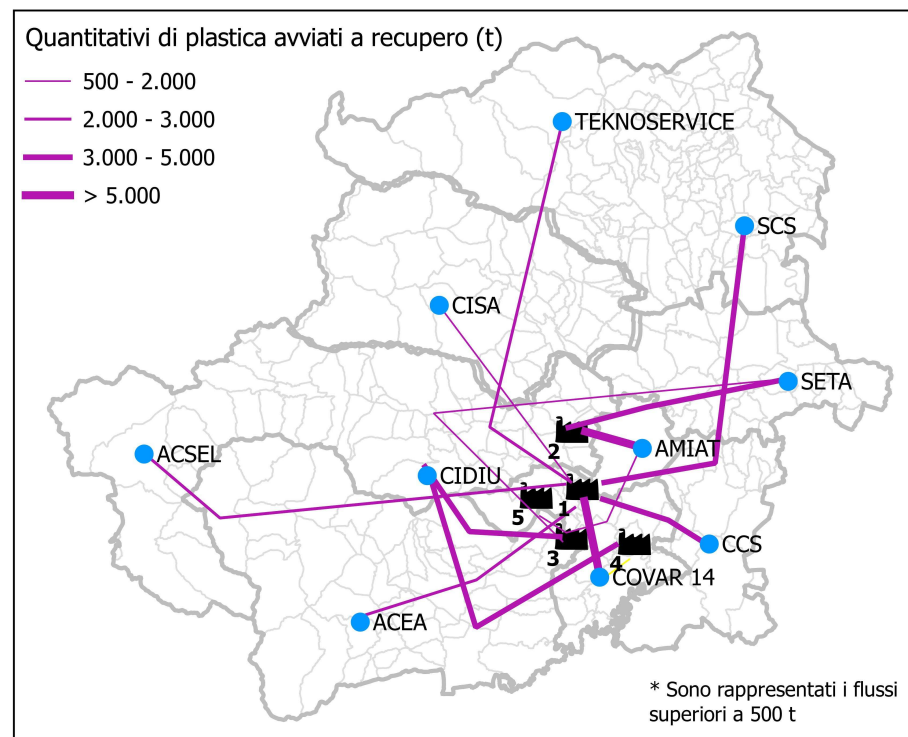 Quantitativi di plastica avviati a recupero (t)
500 - 2.000
2.000 - 3.000
3.000 - 5.000
> 5.000
TEKNOSERVICE
SCS
CISA
SETA
2
AMIAT
ACSEL
CIDIU
1
5
3
4
CCS
COVAR 14
ACEA
* Sono rappresentati i flussi
superiori a 500 t